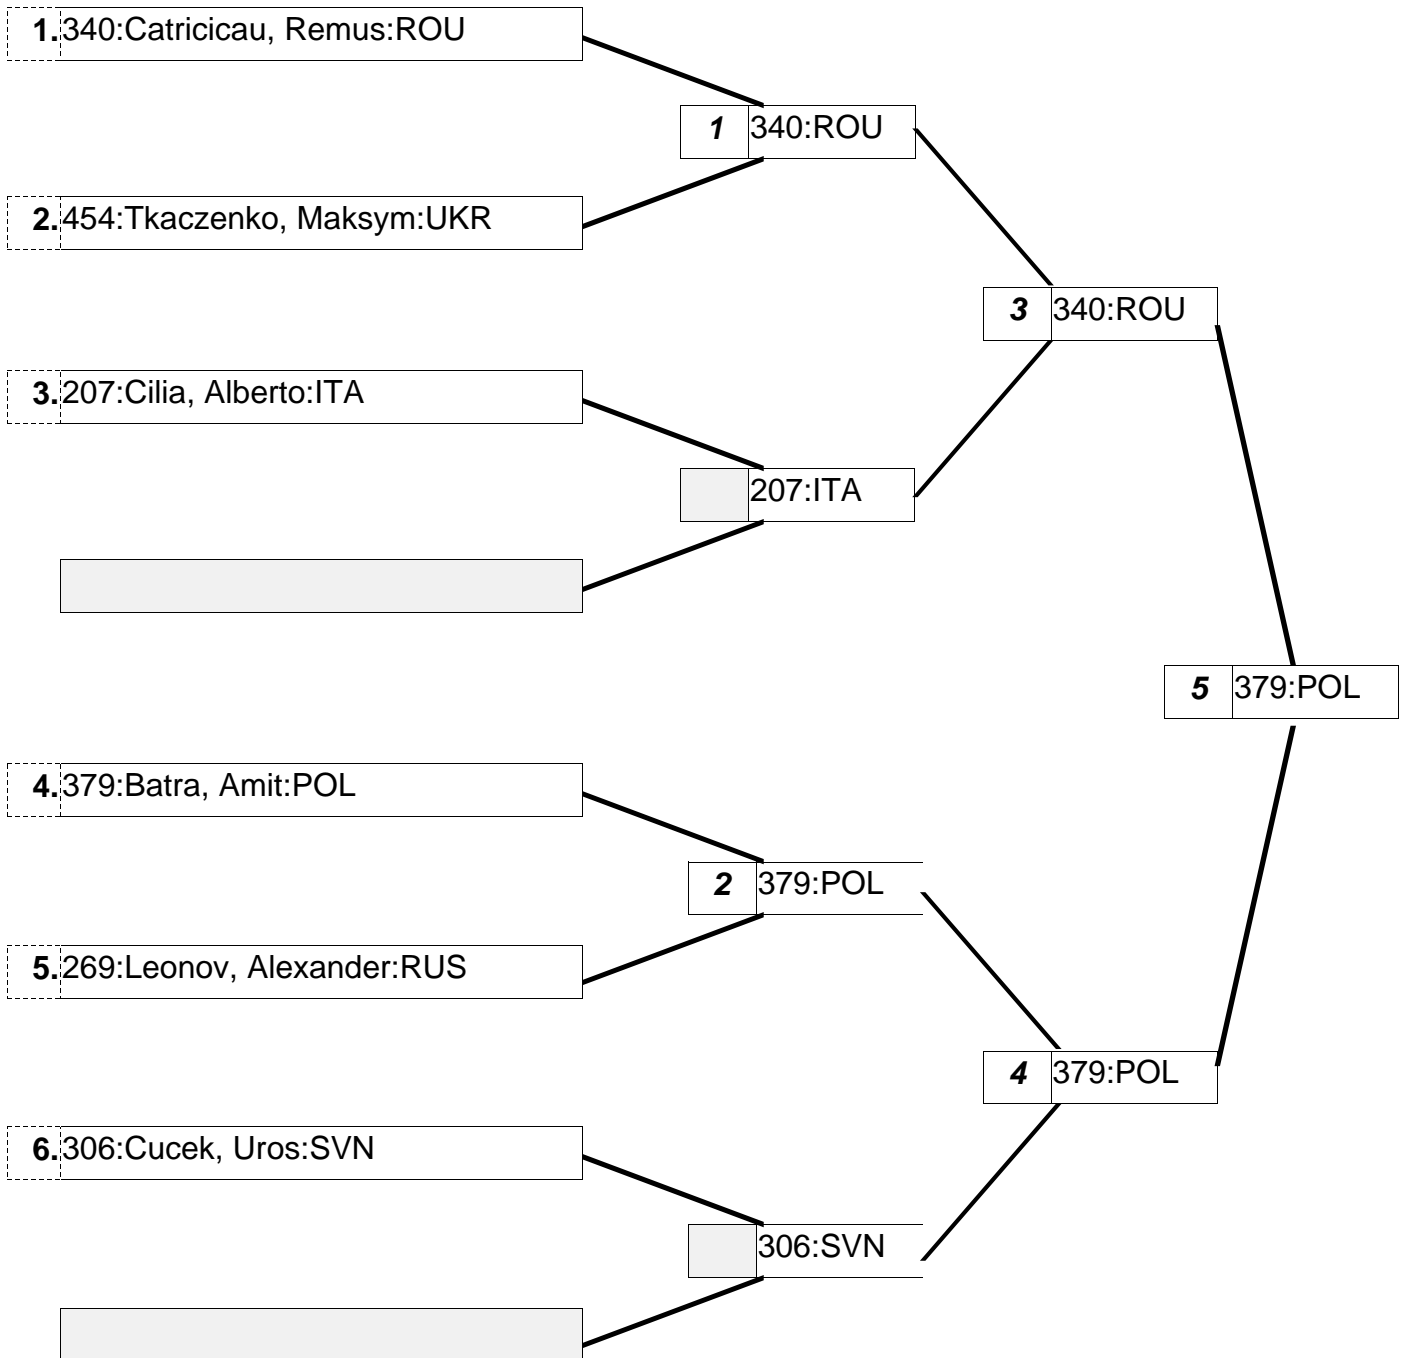 1. 340:Catricicau, Remus:ROU
1 340:ROU
2. 454:Tkaczenko, Maksym:UKR
3 340:ROU
3. 207:Cilia, Alberto:ITA
207:ITA
5 379:POL
4. 379:Batra, Amit:POL
2 379:POL
5. 269:Leonov, Alexander:RUS
4 379:POL
6. 306:Cucek, Uros:SVN
306:SVN